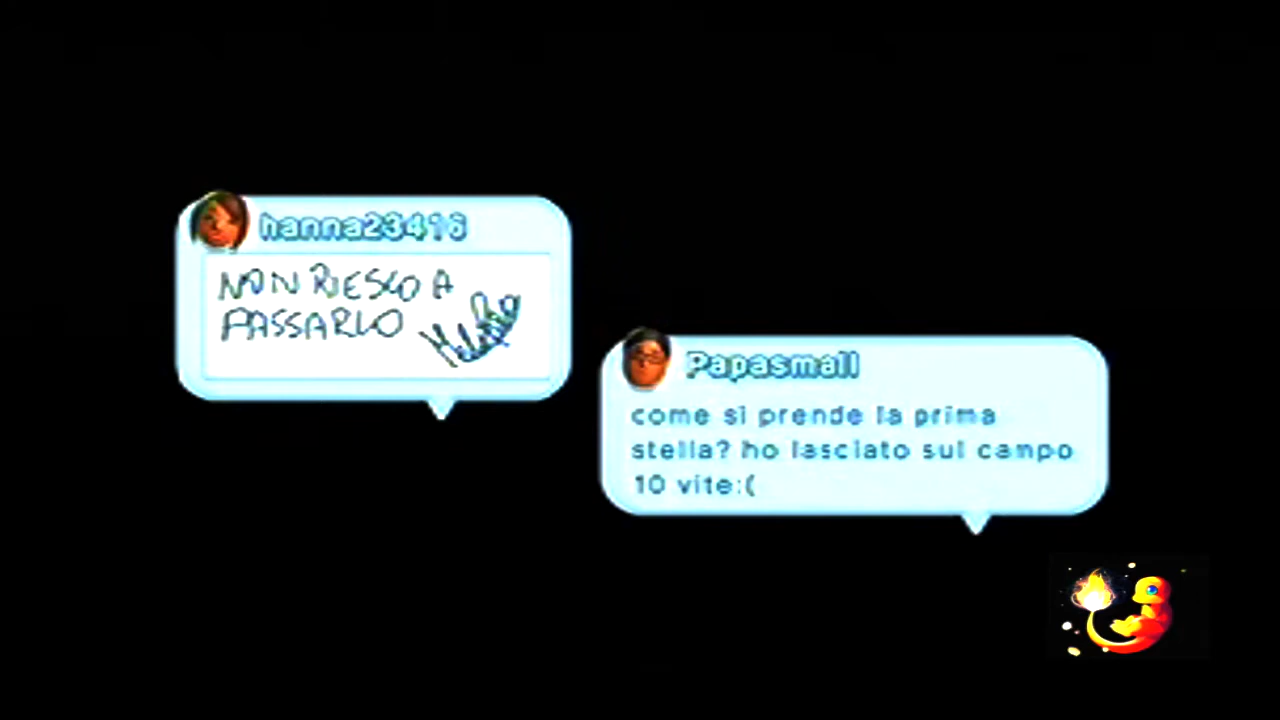 hanna23416
NON RIESCO A
PASSARLO
Papasmall
come si prende la prima
stella? ho lasciato sul campo
10 vite:(